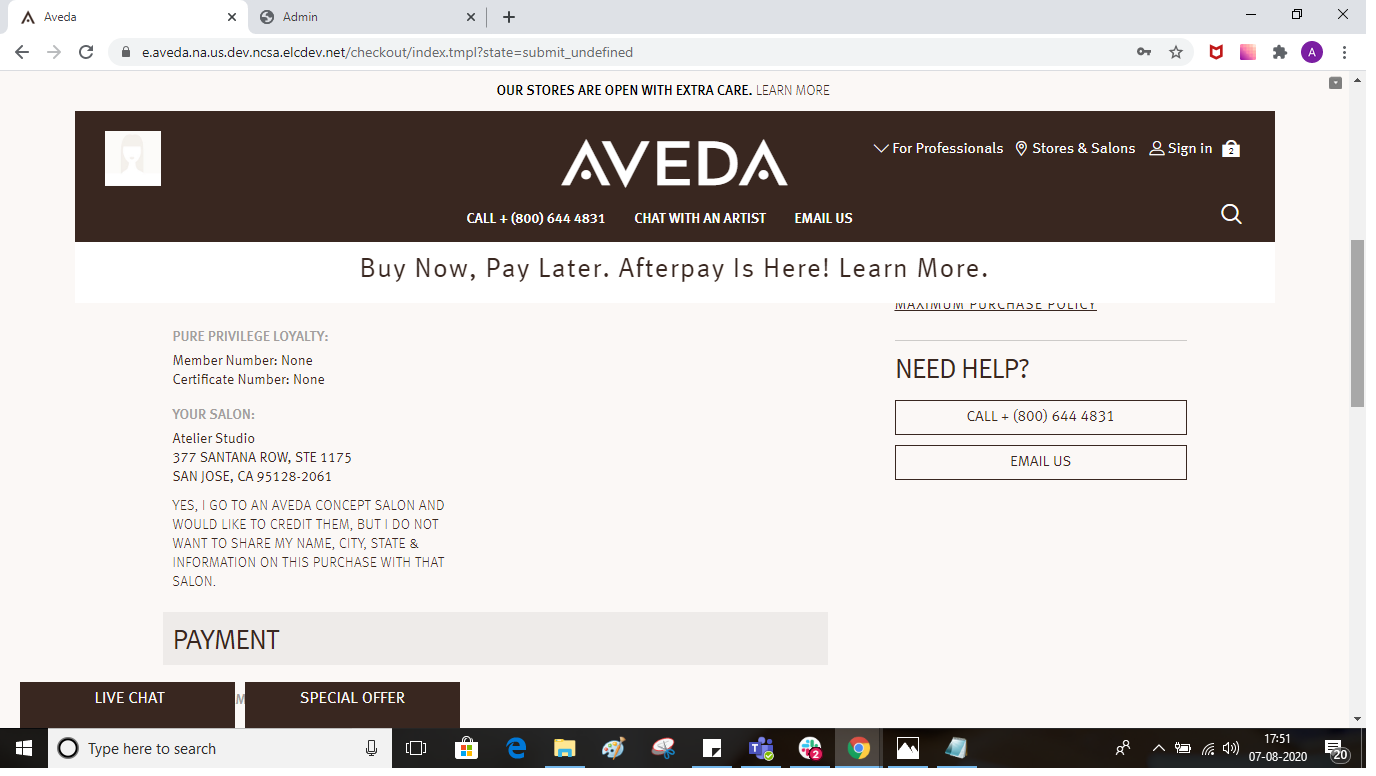 Aveda
Admin
e.aveda.na.us.dev.ncsa.elcdev.net/checkout/index.tmpl?state=submit_undefined
A
OUR STORES ARE OPEN WITH EXTRA CARE. LEARN MORE
AVEDA
For Professionals
Stores & Salons
Sign in
2
CALL + (800) 644 4831
CHAT WITH AN ARTIST
EMAIL US
Buy Now, Pay Later. Afterpay Is Here! Learn More.
MAXIMUM PURCHASE POLICY
PURE PRIVILEGE LOYALTY:
Member Number: None
Certificate Number: None
YOUR SALON:
Atelier Studio
377 SANTANA ROW, STE 1175
SAN JOSE, CA 95128-2061
YES, I GO TO AN AVEDA CONCEPT SALON AND
WOULD LIKE TO CREDIT THEM, BUT I DO NOT
WANT TO SHARE MY NAME, CITY, STATE &
INFORMATION ON THIS PURCHASE WITH THAT
SALON.
NEED HELP?
CALL + (800) 644 4831
EMAIL US
PAYMENT
LIVE CHAT
M
SPECIAL OFFER
Type here to search
2
17:51
07-08-2020
20